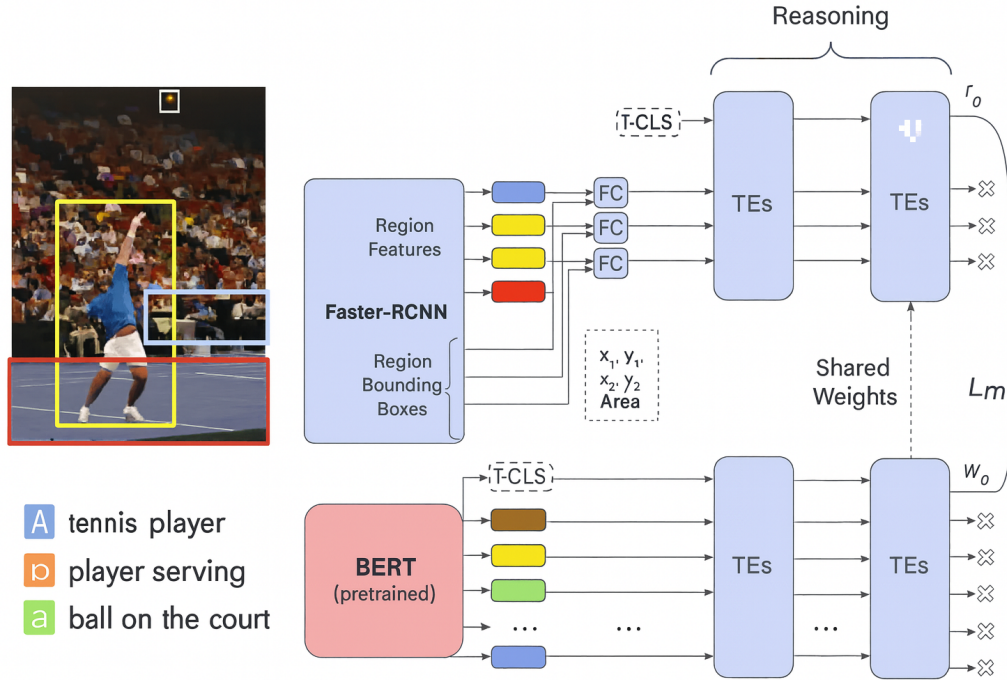 Reasoning
r₀
T-CLS
FC
FC
FC
TEs
TEs
Region
Features
Faster-RCNN
Region
Bounding
Boxes
x₁, y₁,
x₂, y₂
Area
Shared
Weights
Lm
A tennis player
p player serving
a ball on the court
BERT
(pretrained)
T-CLS
...
...
...
TEs
TEs
w₀